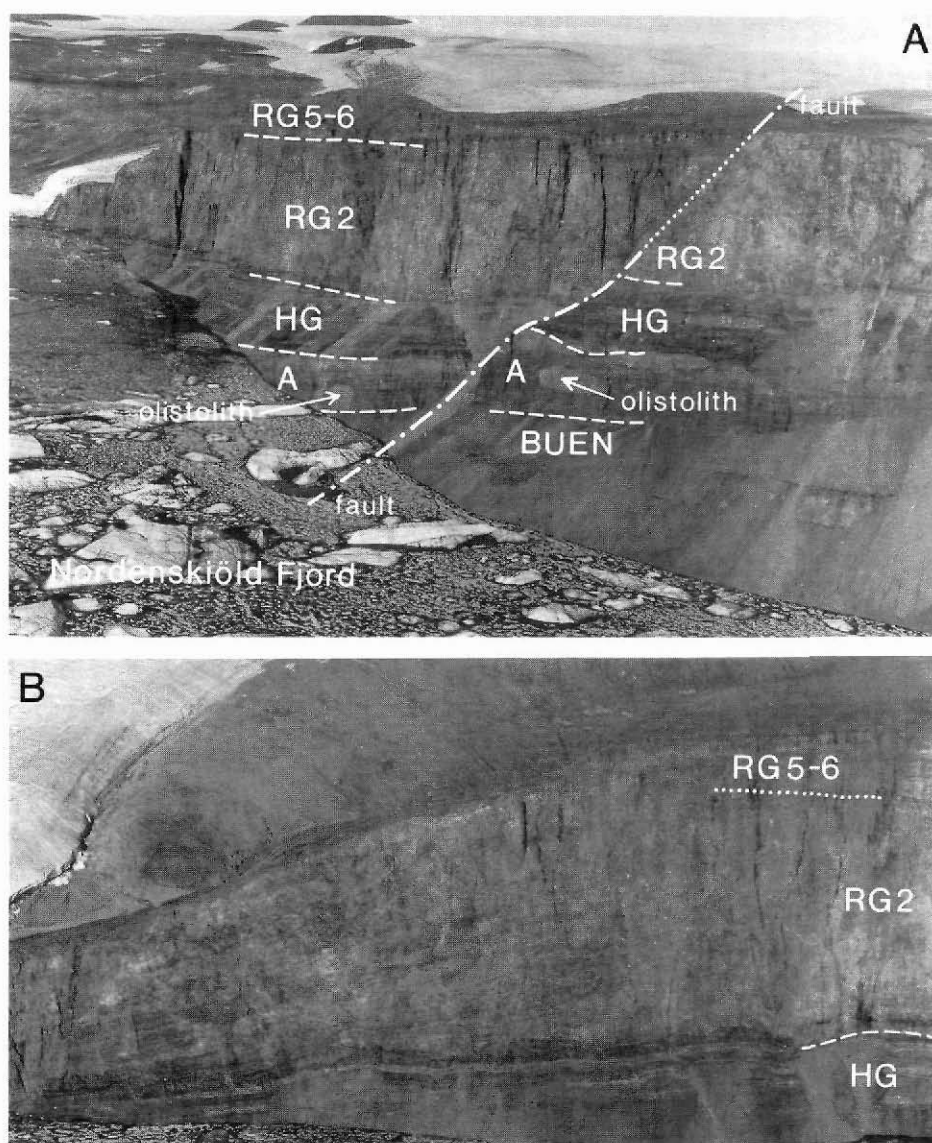 A
fault
RG5-6
RG2
RG2
HG
HG
A
A
olistolith
olistolith
BUEN
fault
Nordenskiöld Fjord
B
RG5-6
RG2
HG